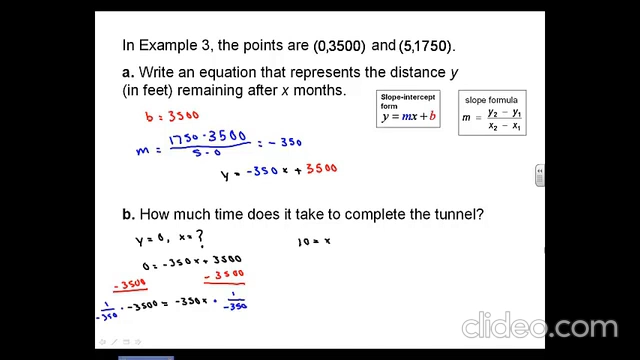 In Example 3, the points are (0,3500) and (5,1750).
a. Write an equation that represents the distance y
(in feet) remaining after x months.
Slope-intercept
form
y = mx + b
slope formula
m = (y₂ − y₁)/(x₂ − x₁)
b = 3500
m = (1750 - 3500)/(5 - 0) = -350
y = -350x + 3500
b. How much time does it take to complete the tunnel?
y = 0, x = ?
10 = x
0 = -350x + 3500
-3500 -3500
1/-350 · -3500 = -350x · 1/-350
clideo.com